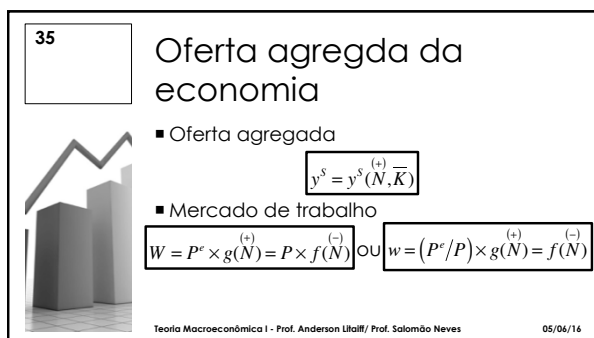 35
Oferta agregda da
economia
▪ Oferta agregada
(+)
y^S = y^S(N, K̅)
▪ Mercado de trabalho
(+) (−) (+) (−)
W = P^e × g(N) = P × f(N) OU w = (P^e/P) × g(N) = f(N)
Teoria Macroeconômica I - Prof. Anderson Litaiff/ Prof. Salomão Neves 05/06/16